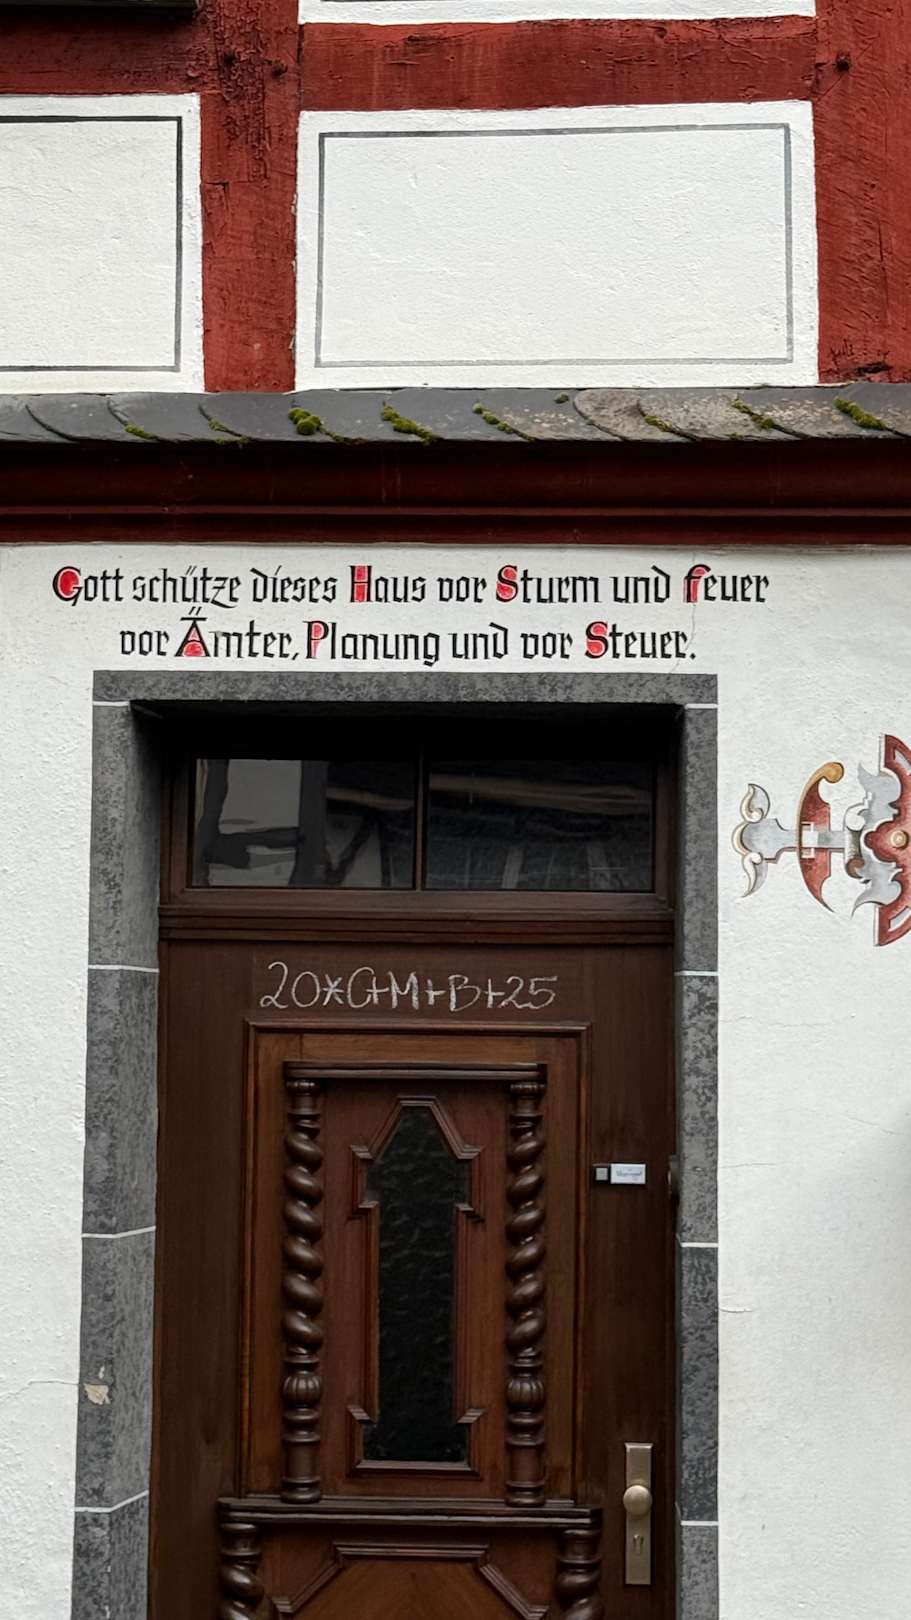 Gott schütze dieses Haus vor Sturm und Feuer
vor Ämter, Planung und vor Steuer.
20*C+M+B+25